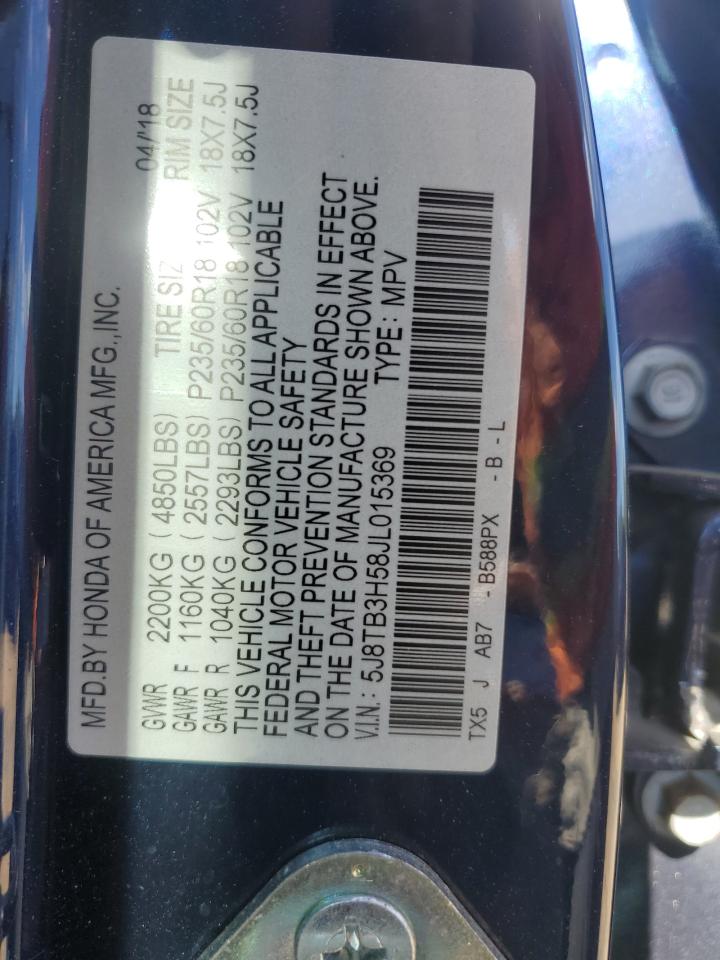 MFD.BY HONDA OF AMERICA MFG.,INC. 04/'18
GVWR 2200KG ( 4850LBS) TIRE SIZ RIM SIZE
GAWR F 1160KG ( 2557LBS) P235/60R18 102V 18X7.5J
GAWR R 1040KG ( 2293LBS) P235/60R18 102V 18X7.5J
THIS VEHICLE CONFORMS TO ALL APPLICABLE
FEDERAL MOTOR VEHICLE SAFETY
AND THEFT PREVENTION STANDARDS IN EFFECT
ON THE DATE OF MANUFACTURE SHOWN ABOVE.
V.I.N.: 5J8TB3H58JL015369 TYPE: MPV
TX5 J AB7 -B588PX -B-L